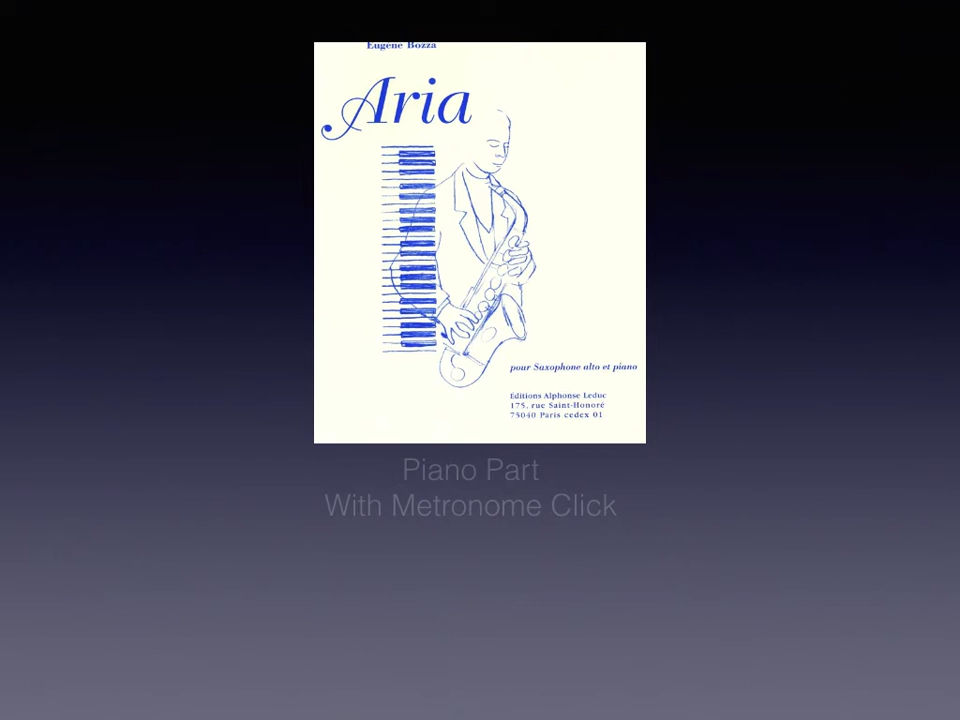 Eugène Bozza
Aria
pour Saxophone alto et piano
Editions Alphonse Leduc
175, rue Saint-Honoré
75040 Paris cedex 01
Piano Part
With Metronome Click